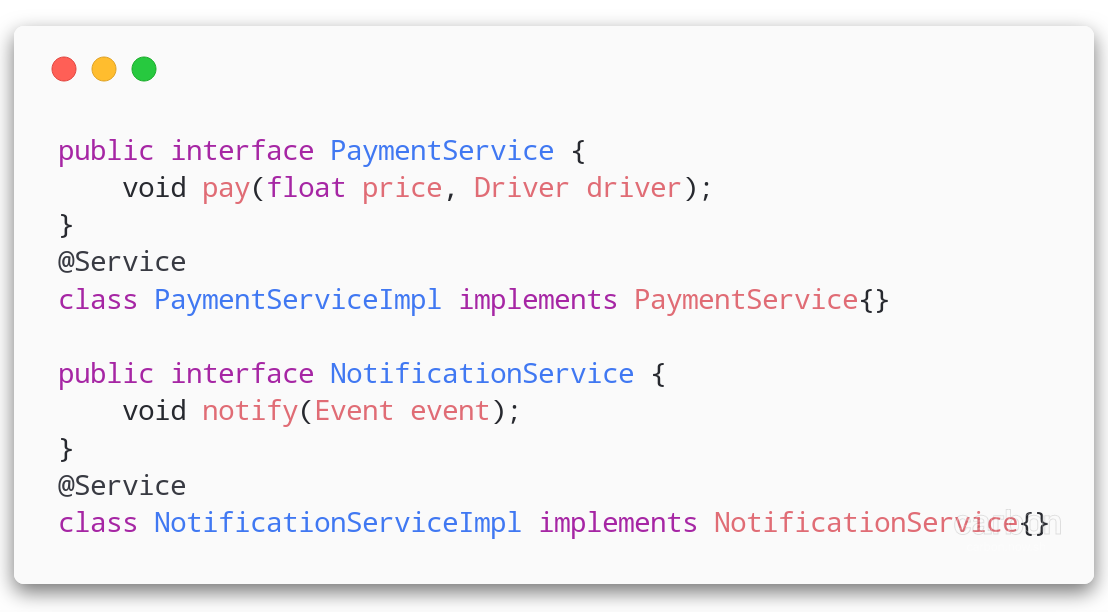 public interface PaymentService {
    void pay(float price, Driver driver);
}
@Service
class PaymentServiceImpl implements PaymentService{}

public interface NotificationService {
    void notify(Event event);
}
@Service
class NotificationServiceImpl implements NotificationService{}
carbon